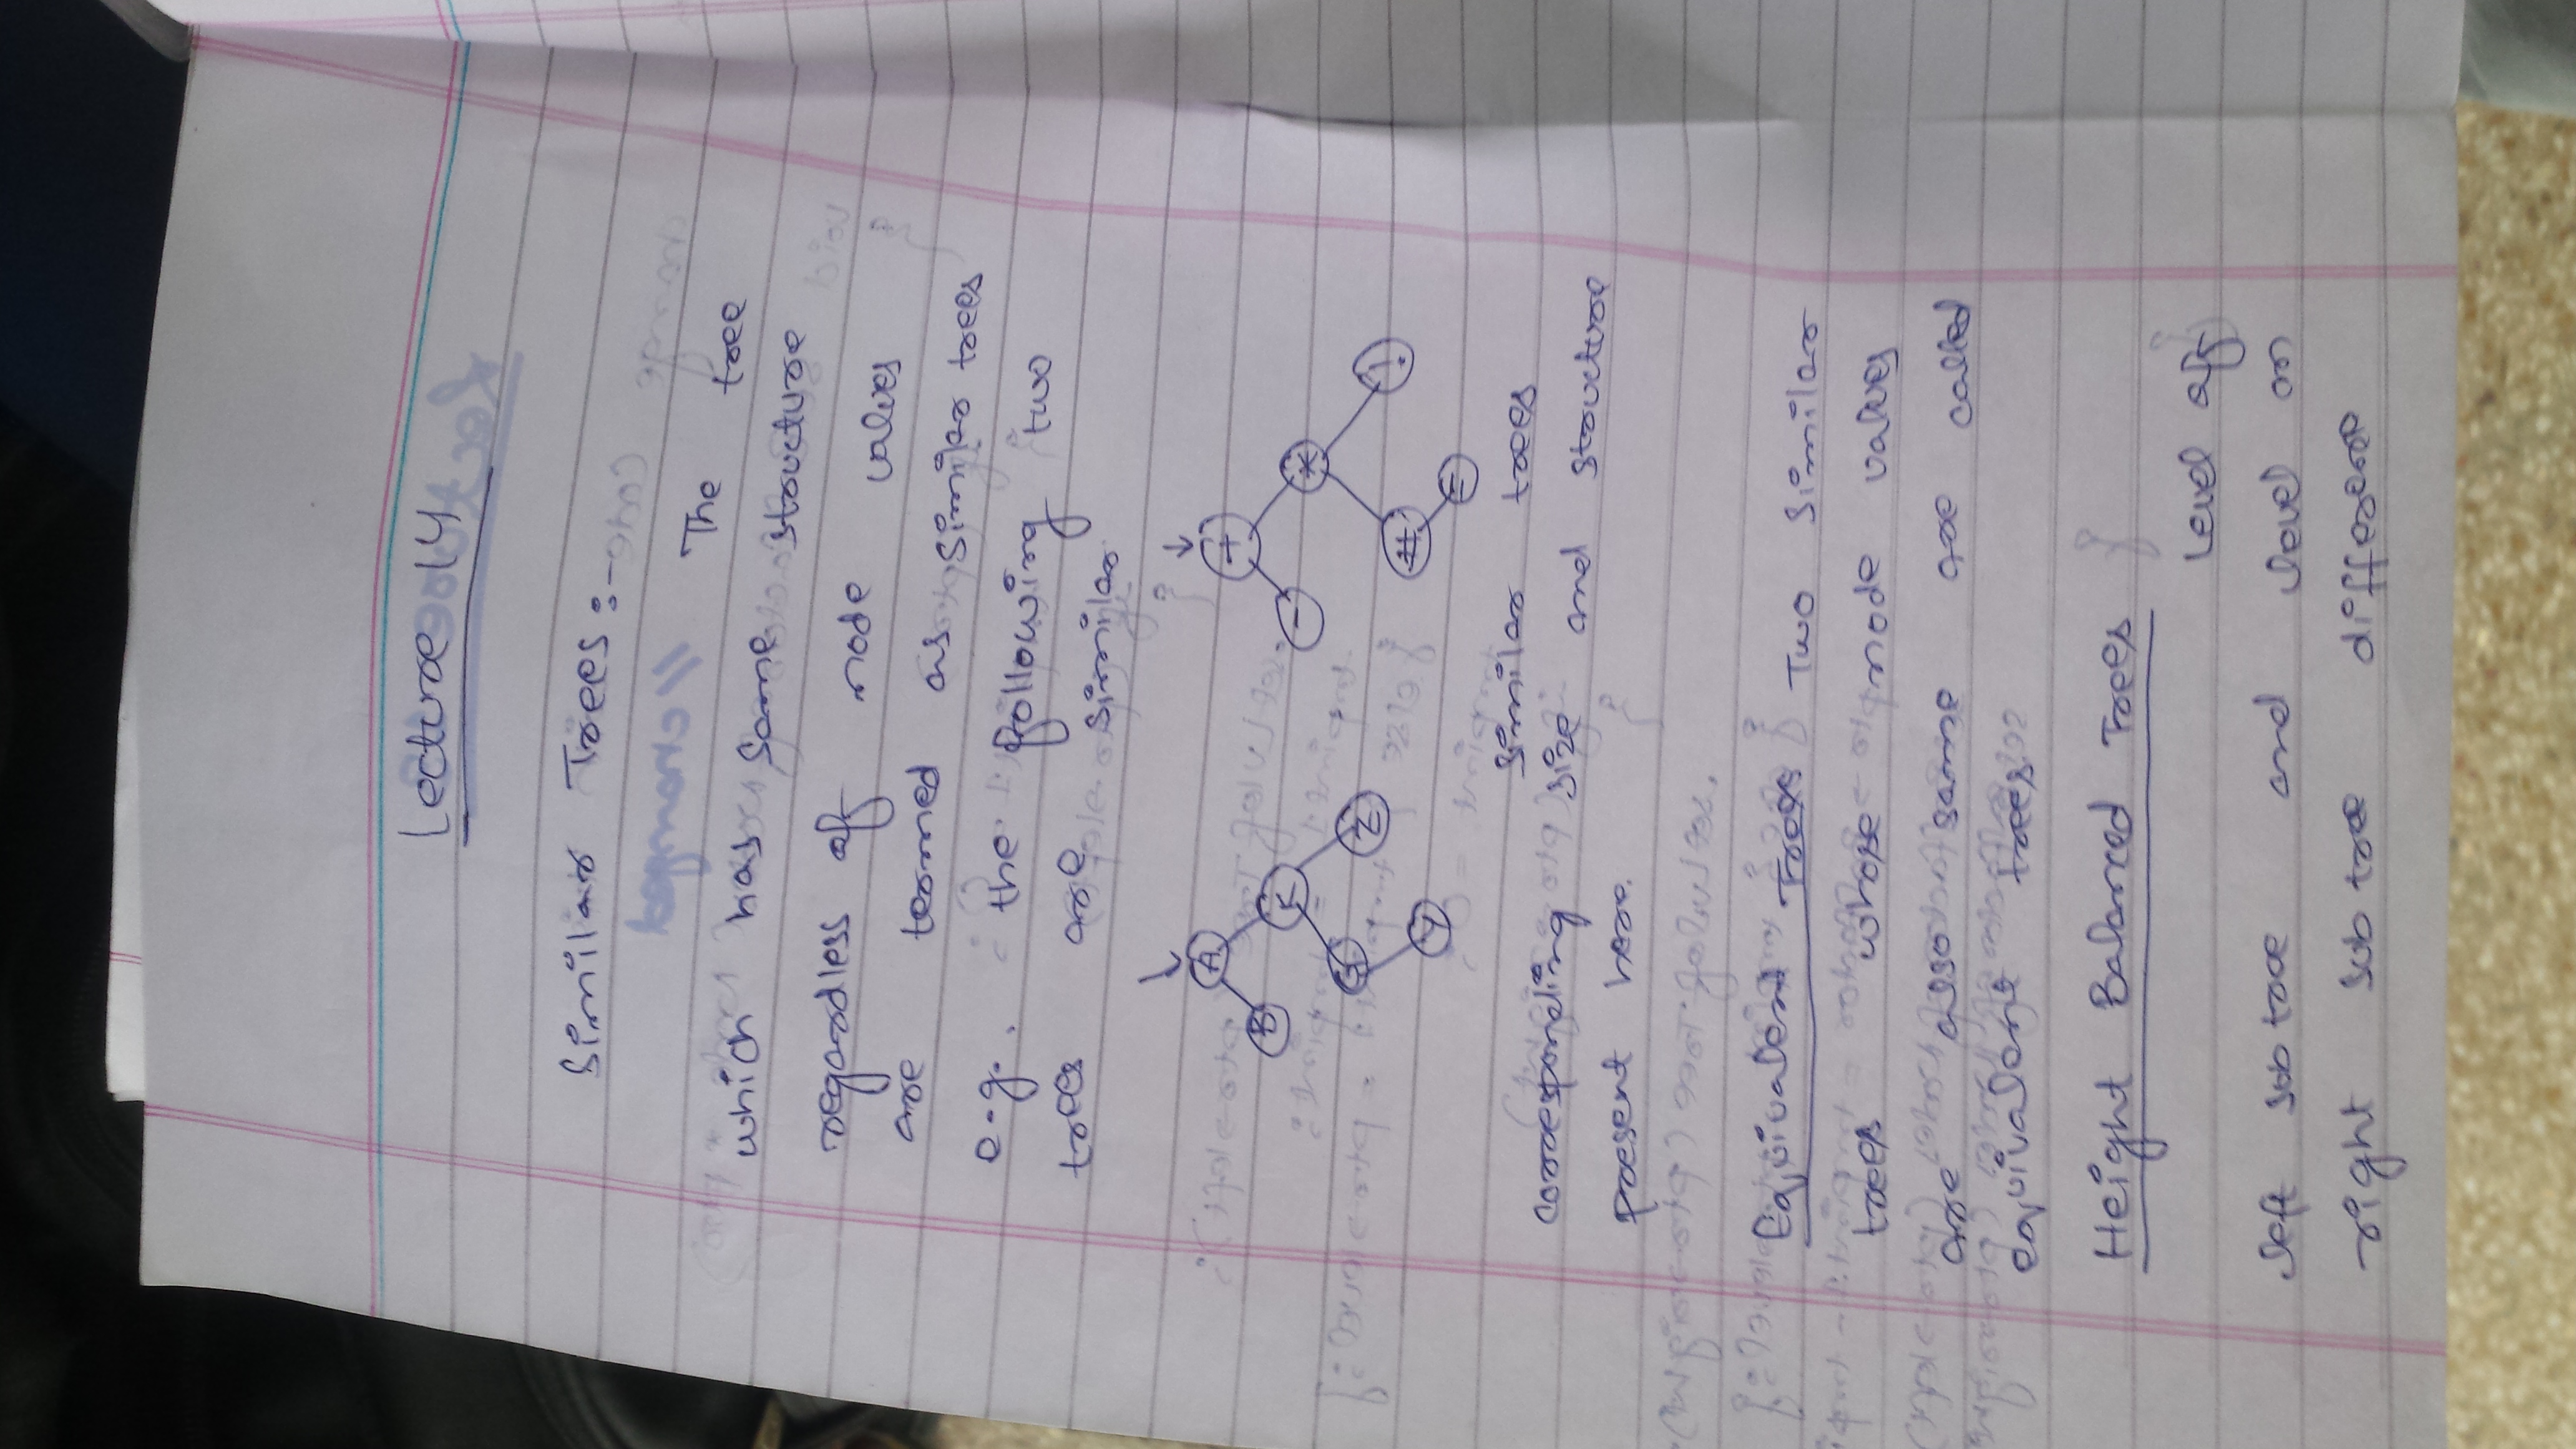 Lecture 14
Similar Trees :-
The tree
which has same structure
regardless of node values
are termed as similar trees
e.g. the following two
trees are similar
A +
B K - *
S Z # !
Y =
similar trees
corresponding size and structure
present here.
Equivalent Trees Two similar
trees whose node values
are also same are called
equivalent trees
Height Balanced Trees
Level of
left sub tree and level on
right sub tree difference